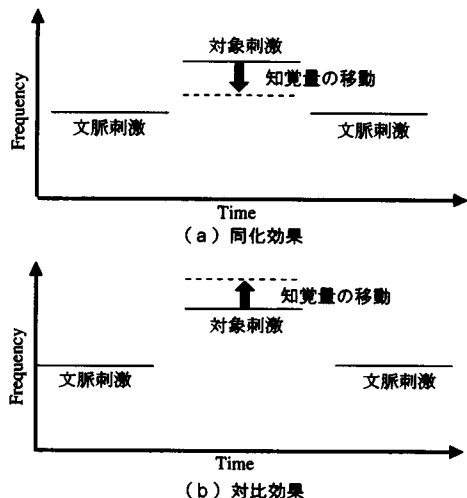 対象刺激
知覚量の移動
文脈刺激
文脈刺激
Frequency
Time
(a) 同化効果
知覚量の移動
対象刺激
文脈刺激
文脈刺激
Frequency
Time
(b) 対比効果